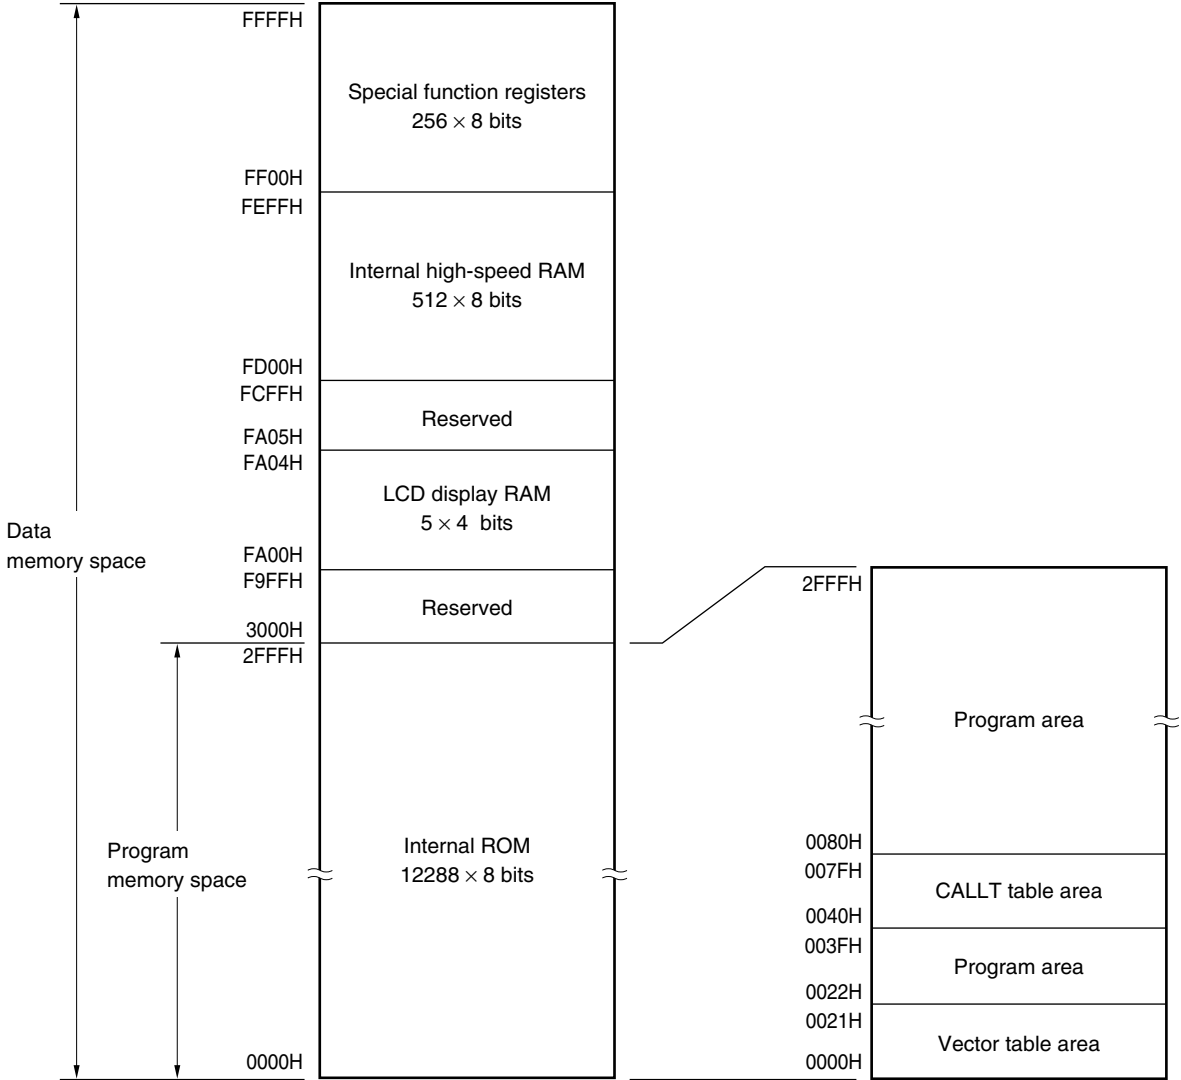 FFFFH
Special function registers
256 × 8 bits
FF00H
FEFFH
Internal high-speed RAM
512 × 8 bits
FD00H
FCFFH
Reserved
FA05H
FA04H
LCD display RAM
5 × 4 bits
FA00H
F9FFH
Reserved
3000H
2FFFH
Data
memory space
Program
memory space
Internal ROM
12288 × 8 bits
0000H
2FFFH
Program area
0080H
007FH
CALLT table area
0040H
003FH
Program area
0022H
0021H
Vector table area
0000H